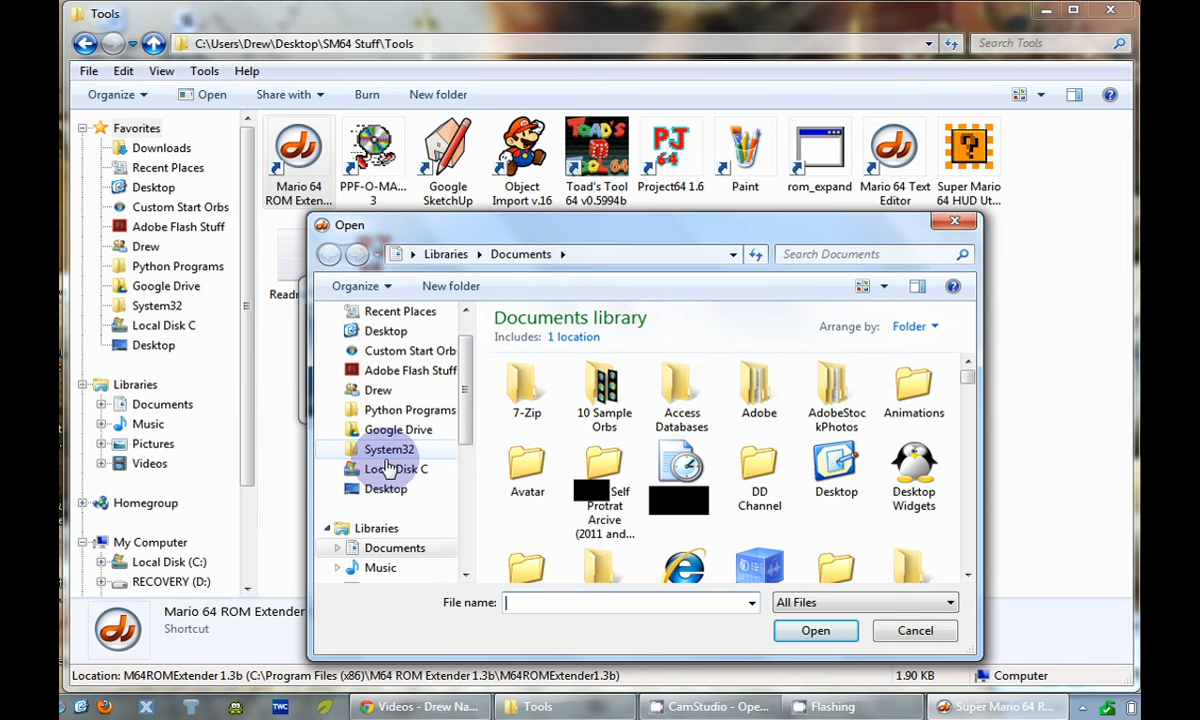 Tools
C:\Users\Drew\Desktop\SM64 Stuff\Tools
Search Tools
File Edit View Tools Help
Organize Open Share with Burn New folder
Favorites
Downloads
Recent Places
Desktop
Custom Start Orbs
Adobe Flash Stuff
Drew
Python Programs
Google Drive
System32
Local Disk C
Desktop
Libraries
Documents
Music
Pictures
Videos
Homegroup
My Computer
Local Disk (C:)
RECOVERY (D:)
Mario 64 ROM Exten...
PPF-O-MA... 3
Google SketchUp
Object Import v.16
TOAD'S TOOL 64
Toad's Tool 64 v0.5994b
PJ 64
Project64 1.6
Paint
rom_expand
Mario 64 Text Editor
Super Mario 64 HUD Ut...
Open
Libraries Documents
Search Documents
Organize New folder
Recent Places
Desktop
Custom Start Orb
Adobe Flash Stuff
Drew
Python Programs
Google Drive
System32
Local Disk C
Desktop
Libraries
Documents
Music
Documents library
Includes: 1 location
Arrange by: Folder
7-Zip
10 Sample Orbs
Access Databases
Adobe
AdobeStoc kPhotos
Animations
Avatar
Self Protrat Arcive (2011 and...
DD Channel
Desktop
Desktop Widgets
File name:
All Files
Open Cancel
Mario 64 ROM Extender
Shortcut
Location: M64ROMExtender 1.3b (C:\Program Files (x86)\M64 ROM Extender 1.3b\M64ROMExtender1.3b)
1.90 KB
Computer
TWC
Videos - Drew Na...
Tools
CamStudio - Ope...
Flashing
Super Mario 64 R...